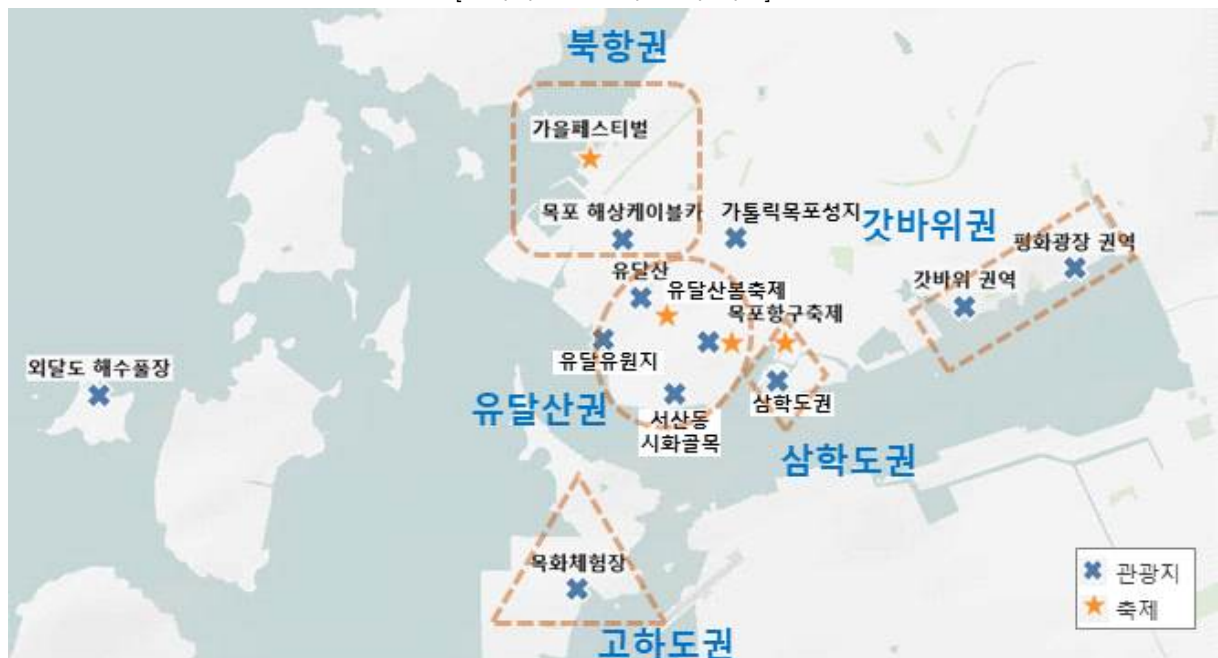 북항권
가을페스티벌
목포 해상케이블카
가톨릭목포성지
갓바위권
평화광장 권역
갓바위 권역
유달산
유달산봄축제
목포항구축제
유달유원지
외달도 해수풀장
유달산권
서산동
시화골목
삼학도권
삼학도권
목화체험장
고하도권
관광지
축제